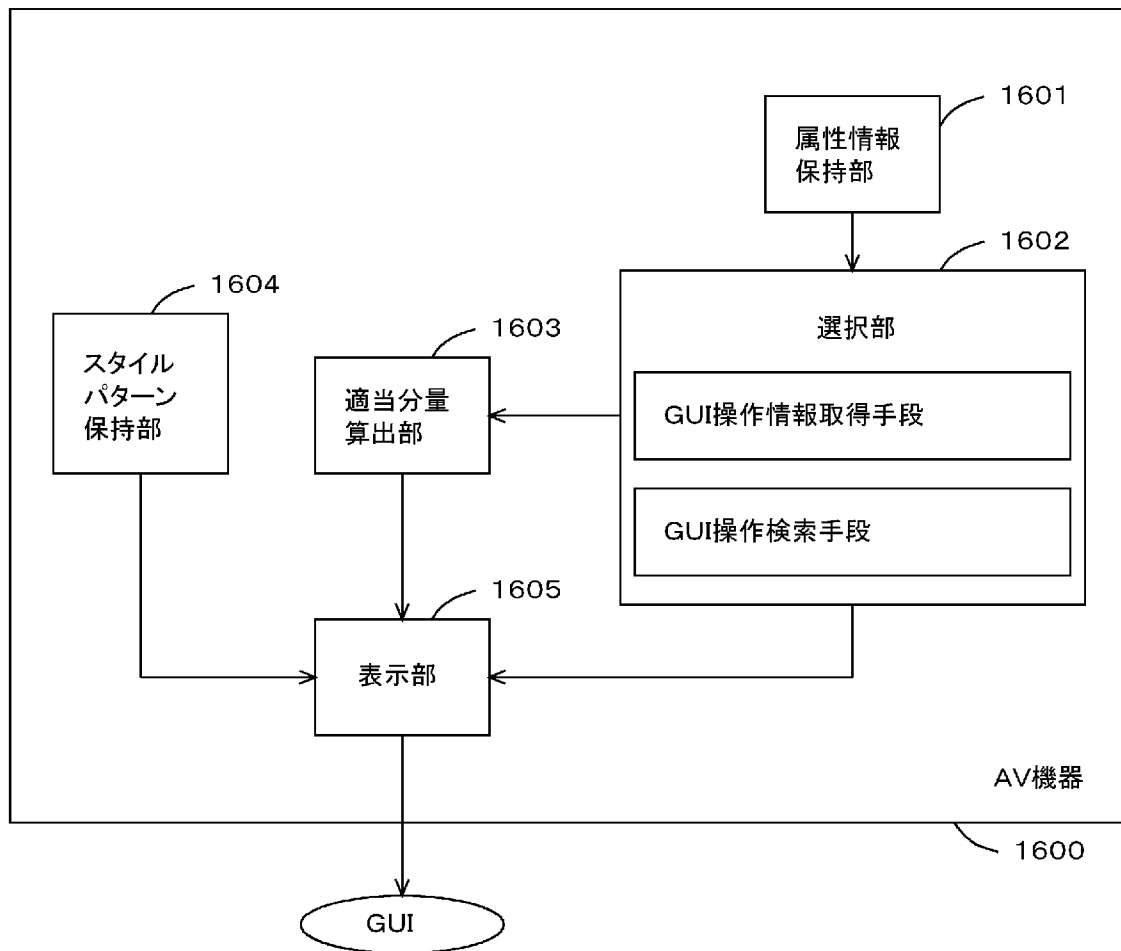 1601
属性情報
保持部
1602
選択部
GUI操作情報取得手段
GUI操作検索手段
1604
スタイル
パターン
保持部
1603
適当分量
算出部
1605
表示部
AV機器
1600
GUI